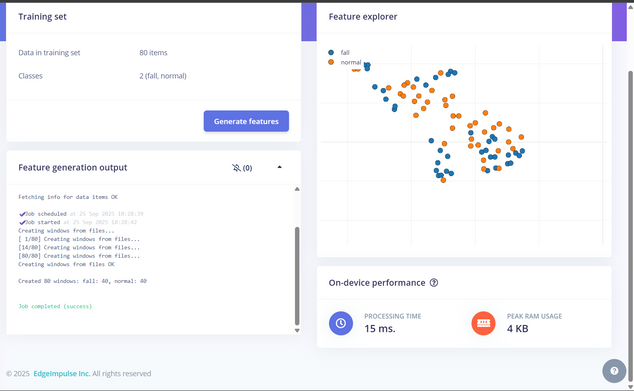 Training set
Data in training set 80 items
Classes 2 (fall, normal)
Generate features
Feature generation output (0)
Fetching info for data items OK
Job scheduled at 25 Sep 2025 18:28:39
Job started at 25 Sep 2025 18:28:42
Creating windows from files...
[ 1/80] Creating windows from files...
[14/80] Creating windows from files...
[80/80] Creating windows from files...
Creating windows from files OK
Created 80 windows: fall: 40, normal: 40
Job completed (success)
Feature explorer
fall
normal
On-device performance
PROCESSING TIME
15 ms.
PEAK RAM USAGE
4 KB
© 2025 EdgeImpulse Inc. All rights reserved